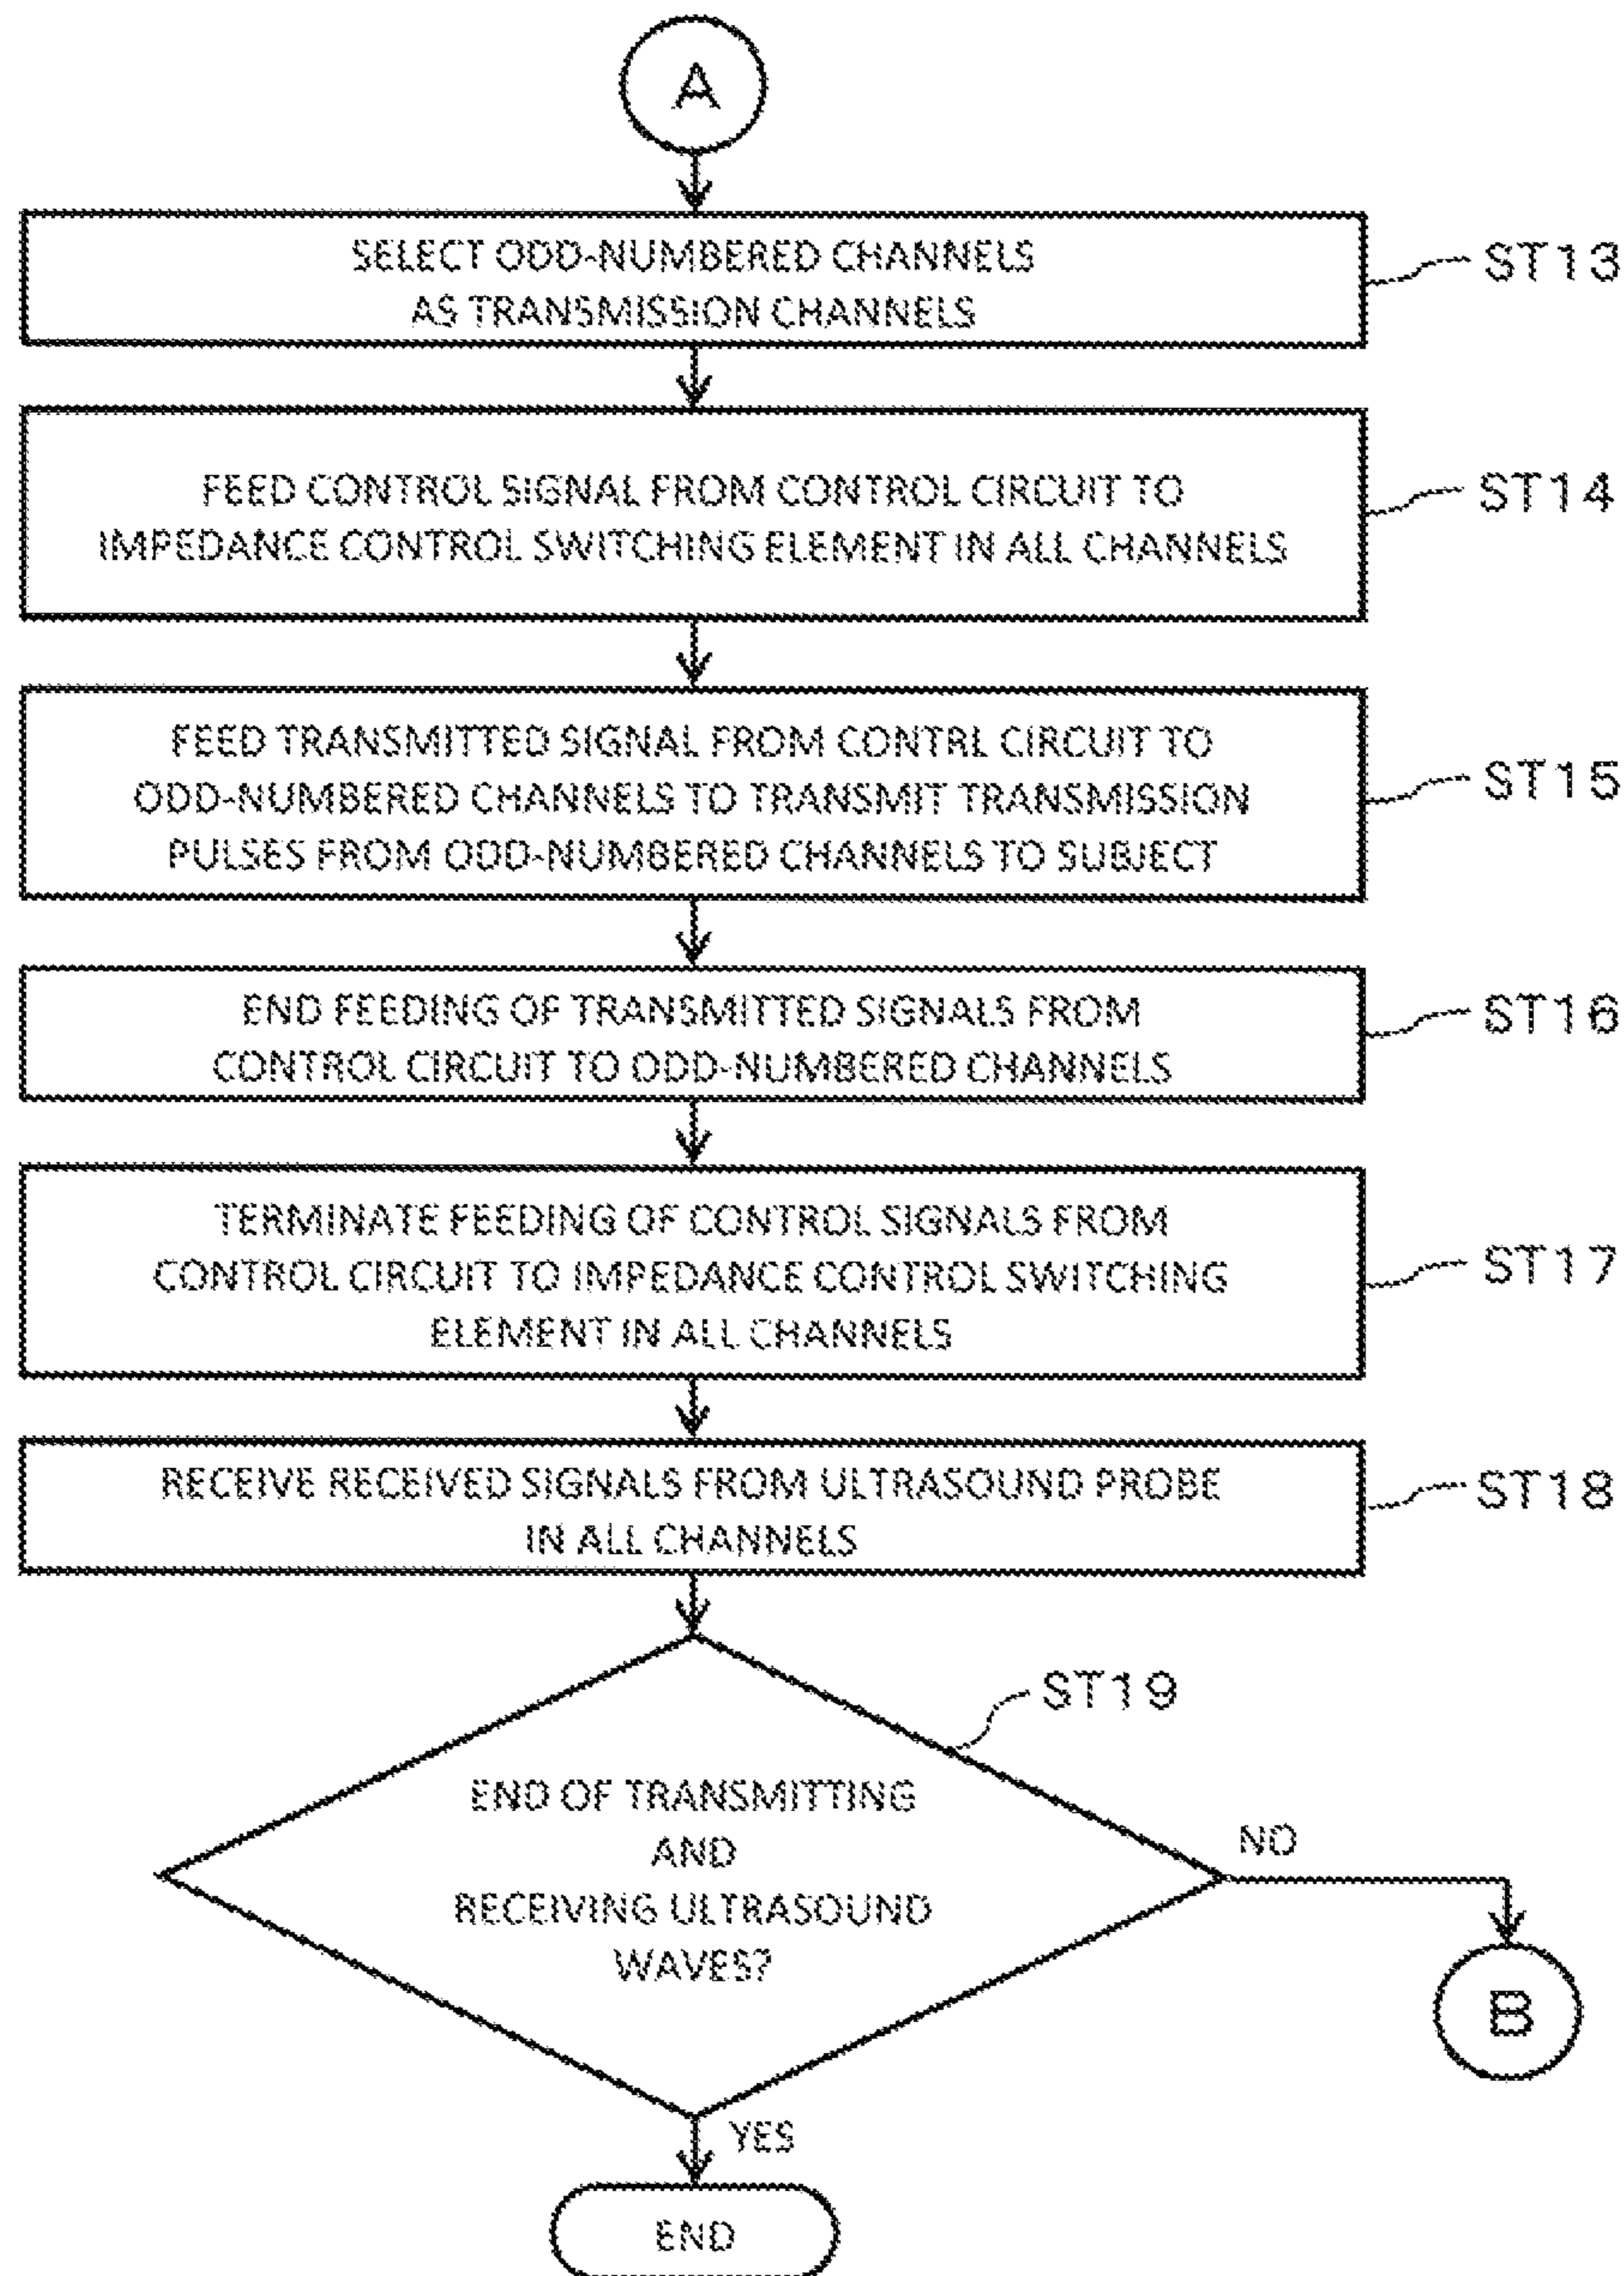 A
SELECT ODD-NUMBERED CHANNELS
AS TRANSMISSION CHANNELS
ST13
FEED CONTROL SIGNAL FROM CONTROL CIRCUIT TO
IMPEDANCE CONTROL SWITCHING ELEMENT IN ALL CHANNELS
ST14
FEED TRANSMITTED SIGNAL FROM CONTRL CIRCUIT TO
ODD-NUMBERED CHANNELS TO TRANSMIT TRANSMISSION
PULSES FROM ODD-NUMBERED CHANNELS TO SUBJECT
ST15
END FEEDING OF TRANSMITTED SIGNALS FROM
CONTROL CIRCUIT TO ODD-NUMBERED CHANNELS
ST16
TERMINATE FEEDING OF CONTROL SIGNALS FROM
CONTROL CIRCUIT TO IMPEDANCE CONTROL SWITCHING
ELEMENT IN ALL CHANNELS
ST17
RECEIVE RECEIVED SIGNALS FROM ULTRASOUND PROBE
IN ALL CHANNELS
ST18
ST19
END OF TRANSMITTING
AND
RECEIVING ULTRASOUND
WAVES?
NO
B
YES
END